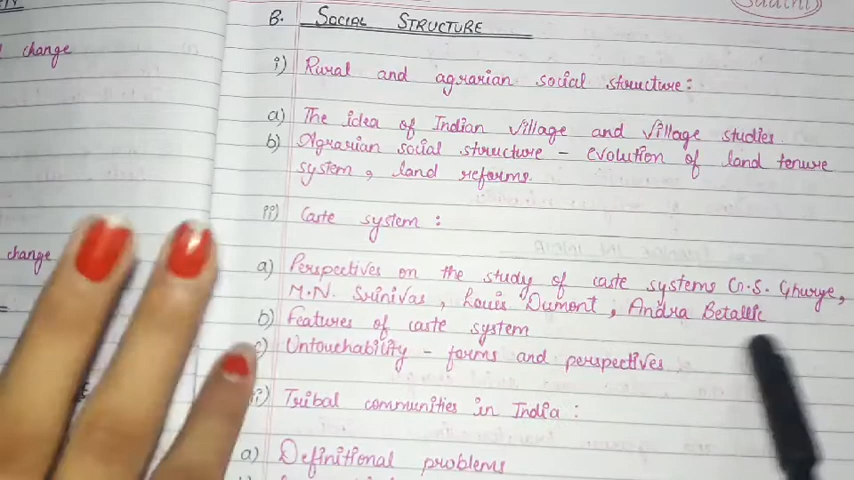 change
change
B. SOCIAL STRUCTURE
i) Rural and agrarian social structure:
a) The idea of Indian village and village studies.
b) Agrarian social structure - evolution of land tenure
system, land reforms.
ii) Caste system:
a) Perspectives on the study of caste systems G.S. Ghurye,
M.N. Srinivas, Louis Dumont, Andra Betallie
b) Features of caste system
c) Untouchability - forms and perspectives
Tribal communities in India:
a) Definitional problems